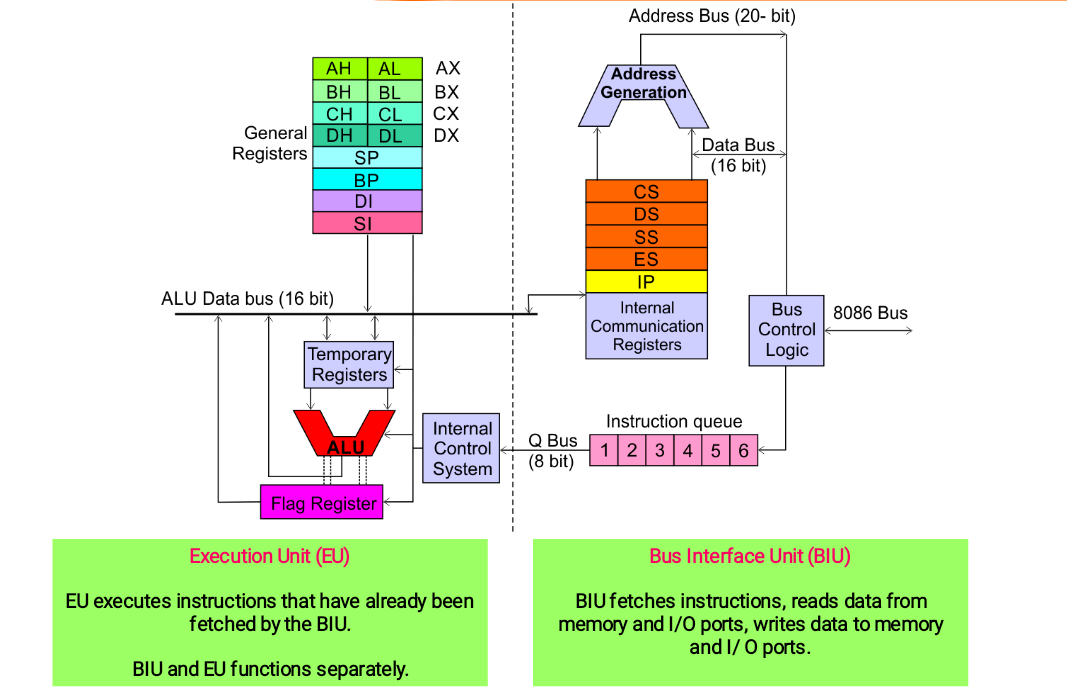 Address Bus (20- bit)
AH AL AX
BH BL BX
CH CL CX
DH DL DX
General
Registers
SP
BP
DI
SI
ALU Data bus (16 bit)
Temporary
Registers
ALU
Flag Register
Internal
Control
System
Address
Generation
Data Bus
(16 bit)
CS
DS
SS
ES
IP
Internal
Communication
Registers
Bus
Control
Logic
8086 Bus
Instruction queue
1 2 3 4 5 6
Q Bus
(8 bit)
Execution Unit (EU)
EU executes instructions that have already been
fetched by the BIU.
BIU and EU functions separately.
Bus Interface Unit (BIU)
BIU fetches instructions, reads data from
memory and I/O ports, writes data to memory
and I/ O ports.